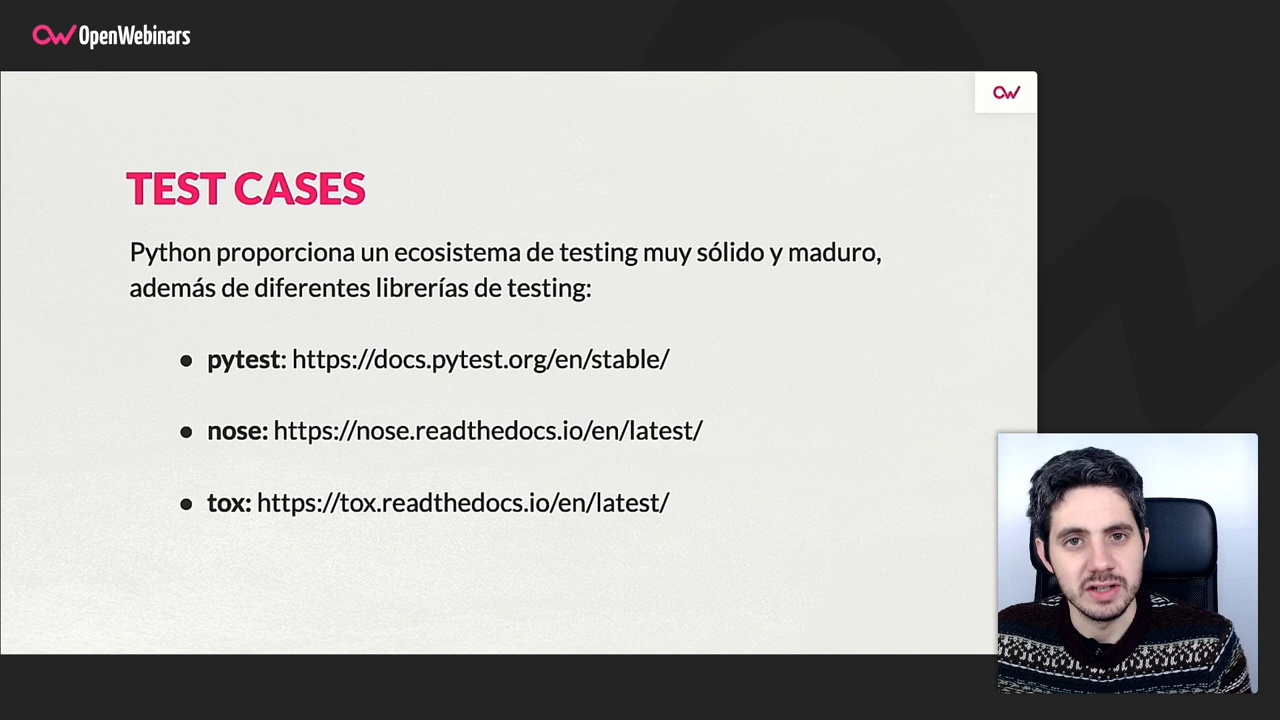 OpenWebinars
TEST CASES
Python proporciona un ecosistema de testing muy sólido y maduro,
además de diferentes librerías de testing:
● pytest: https://docs.pytest.org/en/stable/
● nose: https://nose.readthedocs.io/en/latest/
● tox: https://tox.readthedocs.io/en/latest/